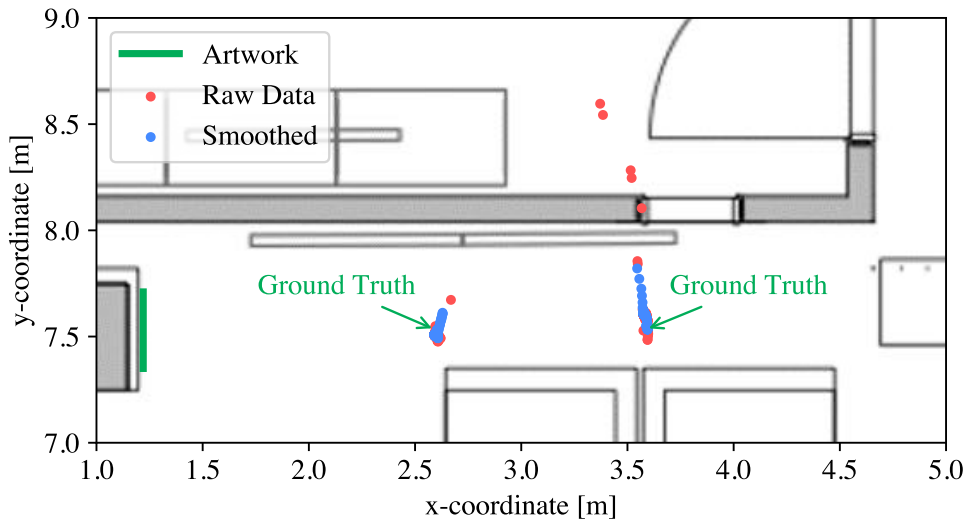 9.0
Artwork
Raw Data
Smoothed
8.5
8.0
y-coordinate [m]
Ground Truth
Ground Truth
7.5
7.0
1.0 1.5 2.0 2.5 3.0 3.5 4.0 4.5 5.0
x-coordinate [m]